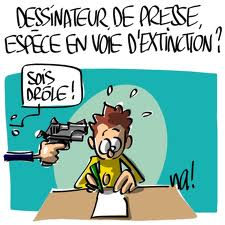 DESSINATEUR DE PRESSE,
ESPÈCE EN VOIE D'EXTINCTION ?
SOIS
DRÔLE !
na!